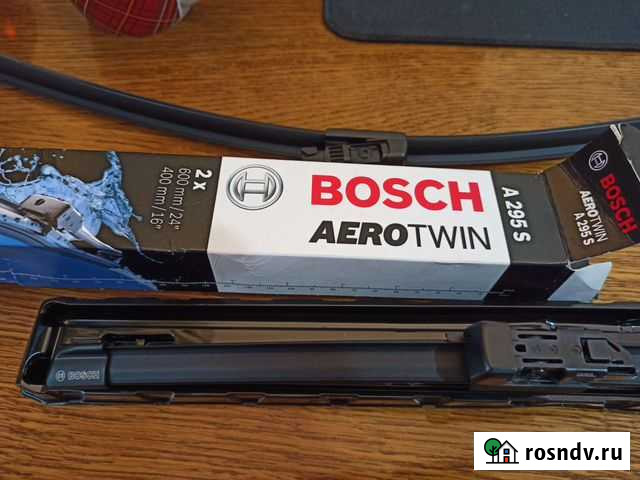 2 x
600 mm/24"
400 mm/16"
BOSCH
AEROTWIN
A 295 S
BOSCH
AEROTWIN
A 295 S
BOSCH
rosndv.ru